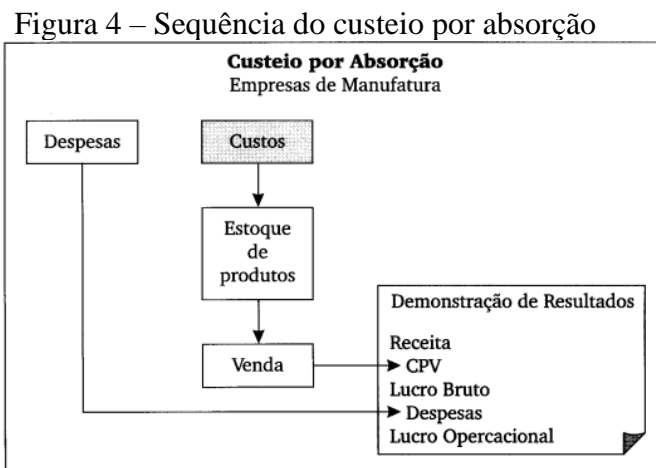 Figura 4 – Sequência do custeio por absorção
Custeio por Absorção
Empresas de Manufatura
Despesas
Custos
Estoque
de
produtos
Venda
Demonstração de Resultados
Receita
CPV
Lucro Bruto
Despesas
Lucro Opercacional